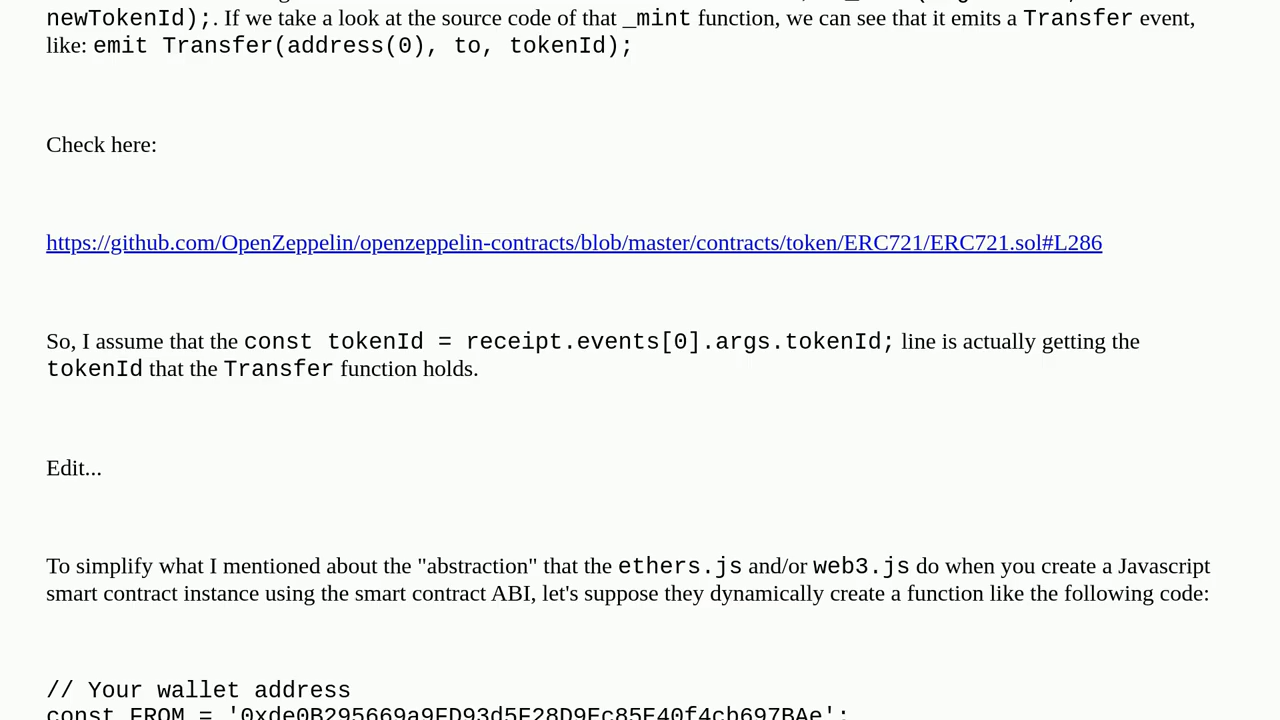 newTokenId);. If we take a look at the source code of that _mint function, we can see that it emits a Transfer event,
like: emit Transfer(address(0), to, tokenId);
Check here:
https://github.com/OpenZeppelin/openzeppelin-contracts/blob/master/contracts/token/ERC721/ERC721.sol#L286
So, I assume that the const tokenId = receipt.events[0].args.tokenId; line is actually getting the
tokenId that the Transfer function holds.
Edit...
To simplify what I mentioned about the "abstraction" that the ethers.js and/or web3.js do when you create a Javascript
smart contract instance using the smart contract ABI, let's suppose they dynamically create a function like the following code:
// Your wallet address
const FROM = '0xde0B295669a9FD93d5F28D9Ec85E40f4cb697BAe';